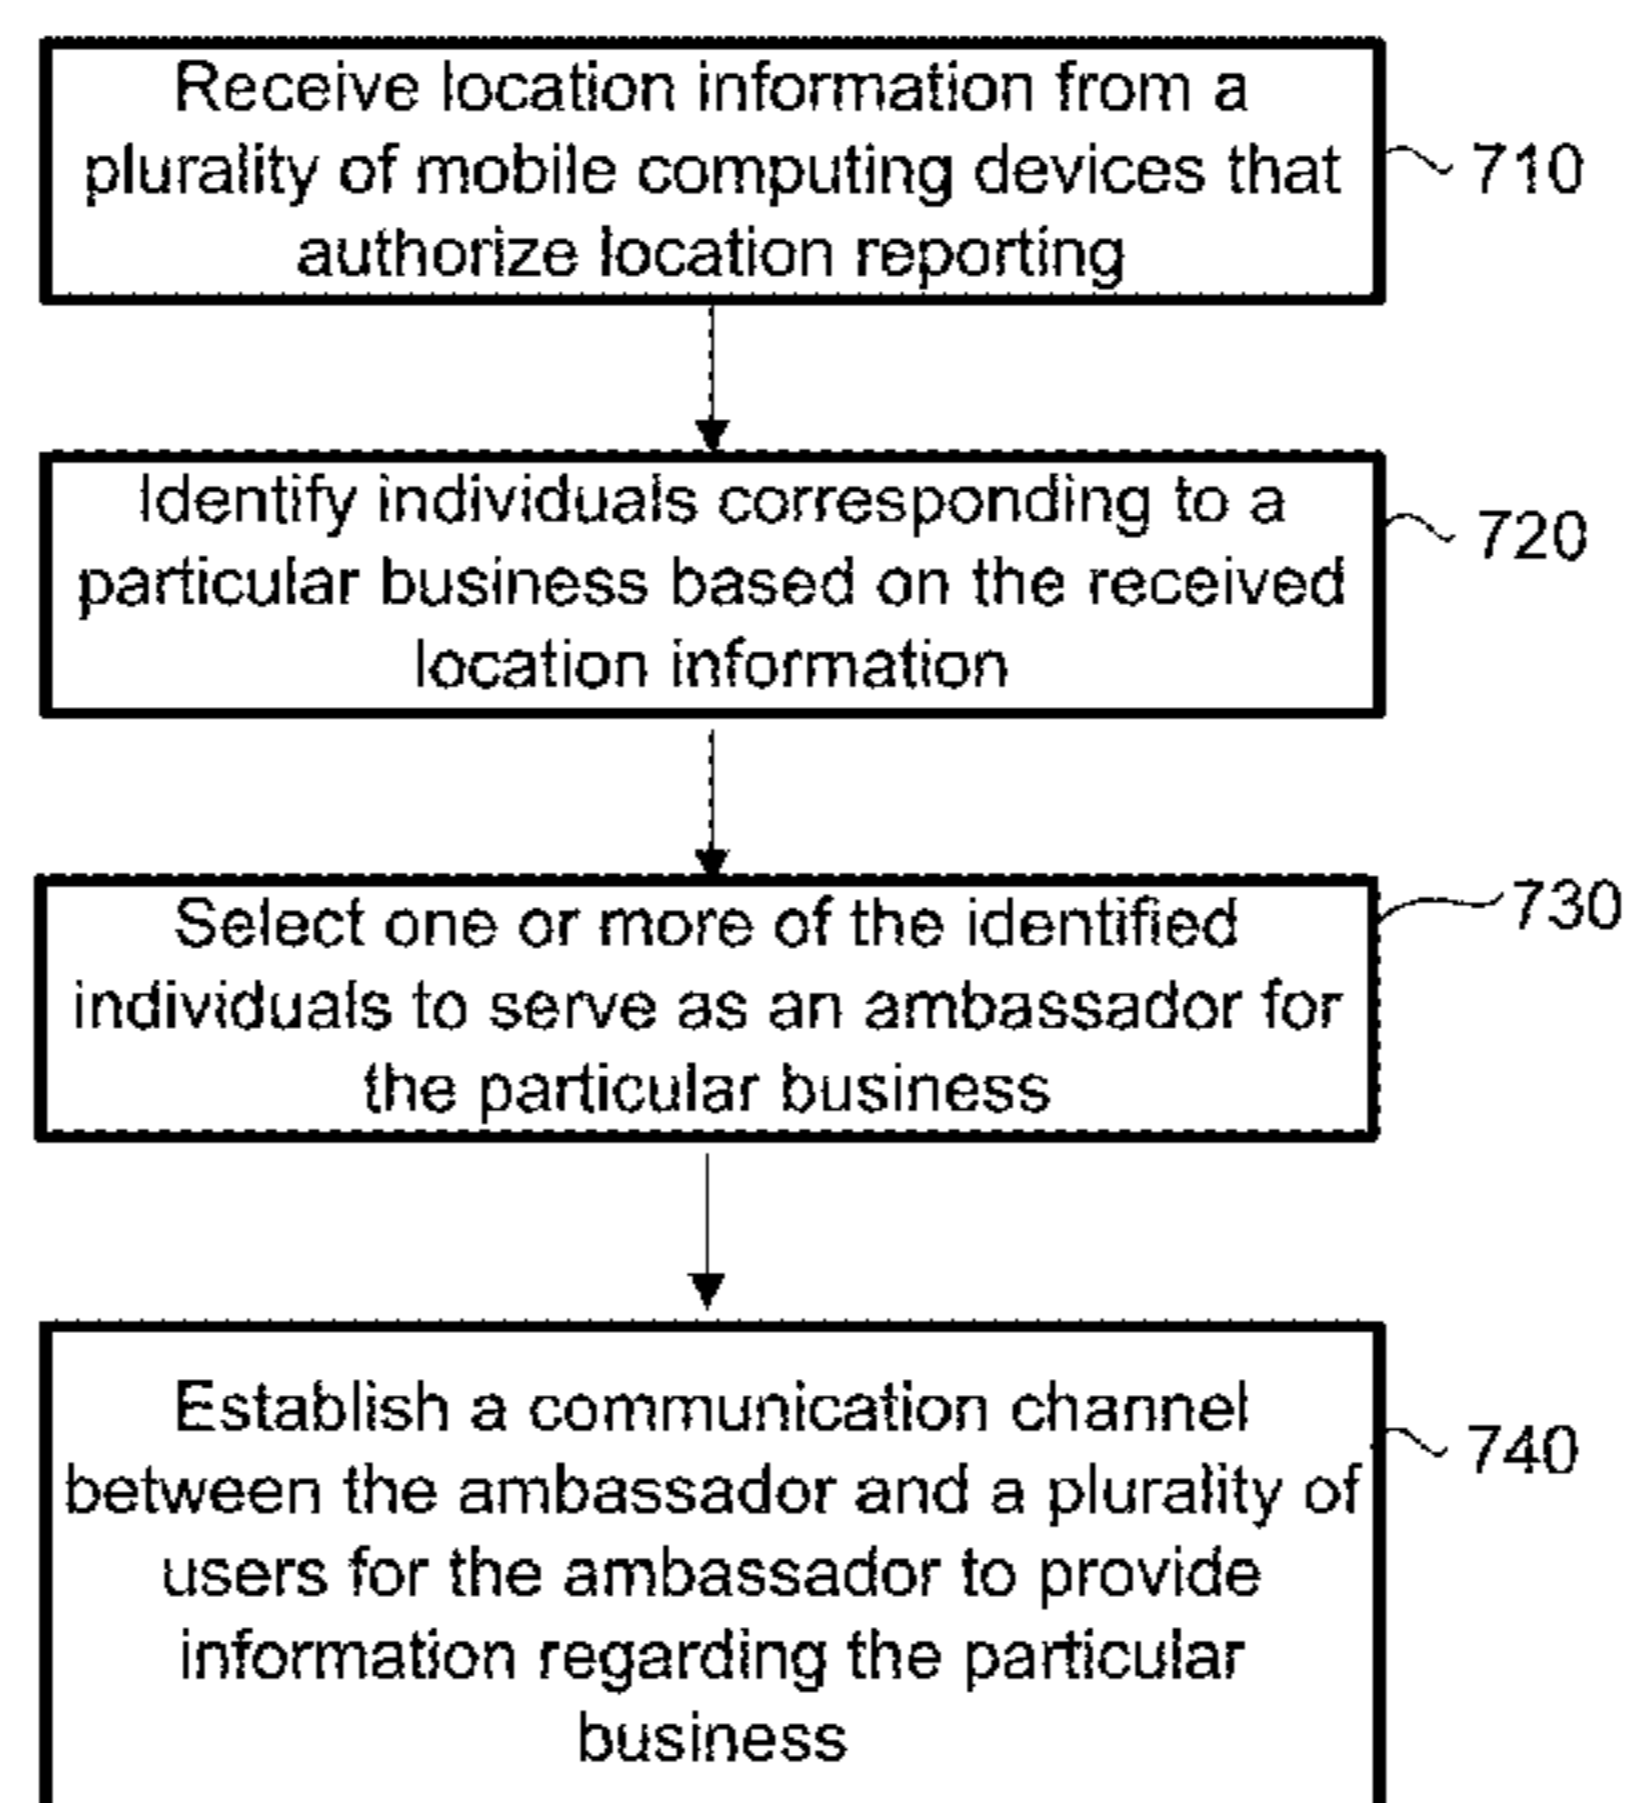 Receive location information from a
plurality of mobile computing devices that
authorize location reporting
710
Identify individuals corresponding to a
particular business based on the received
location information
720
Select one or more of the identified
individuals to serve as an ambassador for
the particular business
730
Establish a communication channel
between the ambassador and a plurality of
users for the ambassador to provide
information regarding the particular
business
740